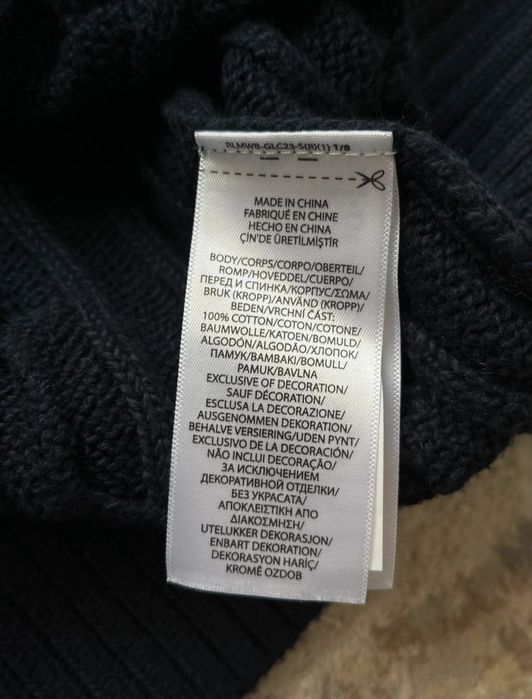 RLMWB-GLC23-S(R)(1) 1/8
MADE IN CHINA
FABRIQUÉ EN CHINE
HECHO EN CHINA
ÇİN'DE ÜRETİLMİŞTİR
BODY/CORPS/CORPO/OBERTEIL/
ROMP/HOVEDDEL/CUERPO/
ПЕРЕД И СПИНКА/КОРПУС/ΣΩΜΑ/
BRUK (KROPP)/ANVÄND (KROPP)/
BEDEN/VRCHNÍ ČÁST:
100% COTTON/COTON/COTONE/
BAUMWOLLE/KATOEN/BOMULD/
ALGODÓN/ALGODÃO/ХЛОПОК/
ПАМУК/ΒΑΜΒΑΚΙ/BOMULL/
PAMUK/BAVLNA
EXCLUSIVE OF DECORATION/
SAUF DÉCORATION/
ESCLUSA LA DECORAZIONE/
AUSGENOMMEN DEKORATION/
BEHALVE VERSIERING/UDEN PYNT/
EXCLUSIVO DE LA DECORACIÓN/
NÃO INCLUI DECORAÇÃO/
ЗА ИСКЛЮЧЕНИЕМ
ДЕКОРАТИВНОЙ ОТДЕЛКИ/
БЕЗ УКРАСАТА/
ΑΠΟΚΛΕΙΣΤΙΚΗ ΑΠΟ
ΔΙΑΚΟΣΜΗΣΗ/
UTELUKKER DEKORASJON/
ENBART DEKORATION/
DEKORASYON HARİÇ/
KROMĚ OZDOB